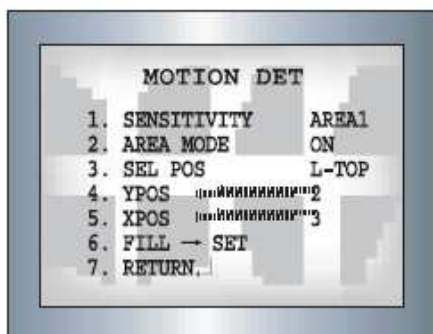 MOTION DET
1. SENSITIVITY AREA1
2. AREA MODE ON
3. SEL POS L-TOP
4. YPOS 2
5. XPOS 3
6. FILL → SET
7. RETURN↲